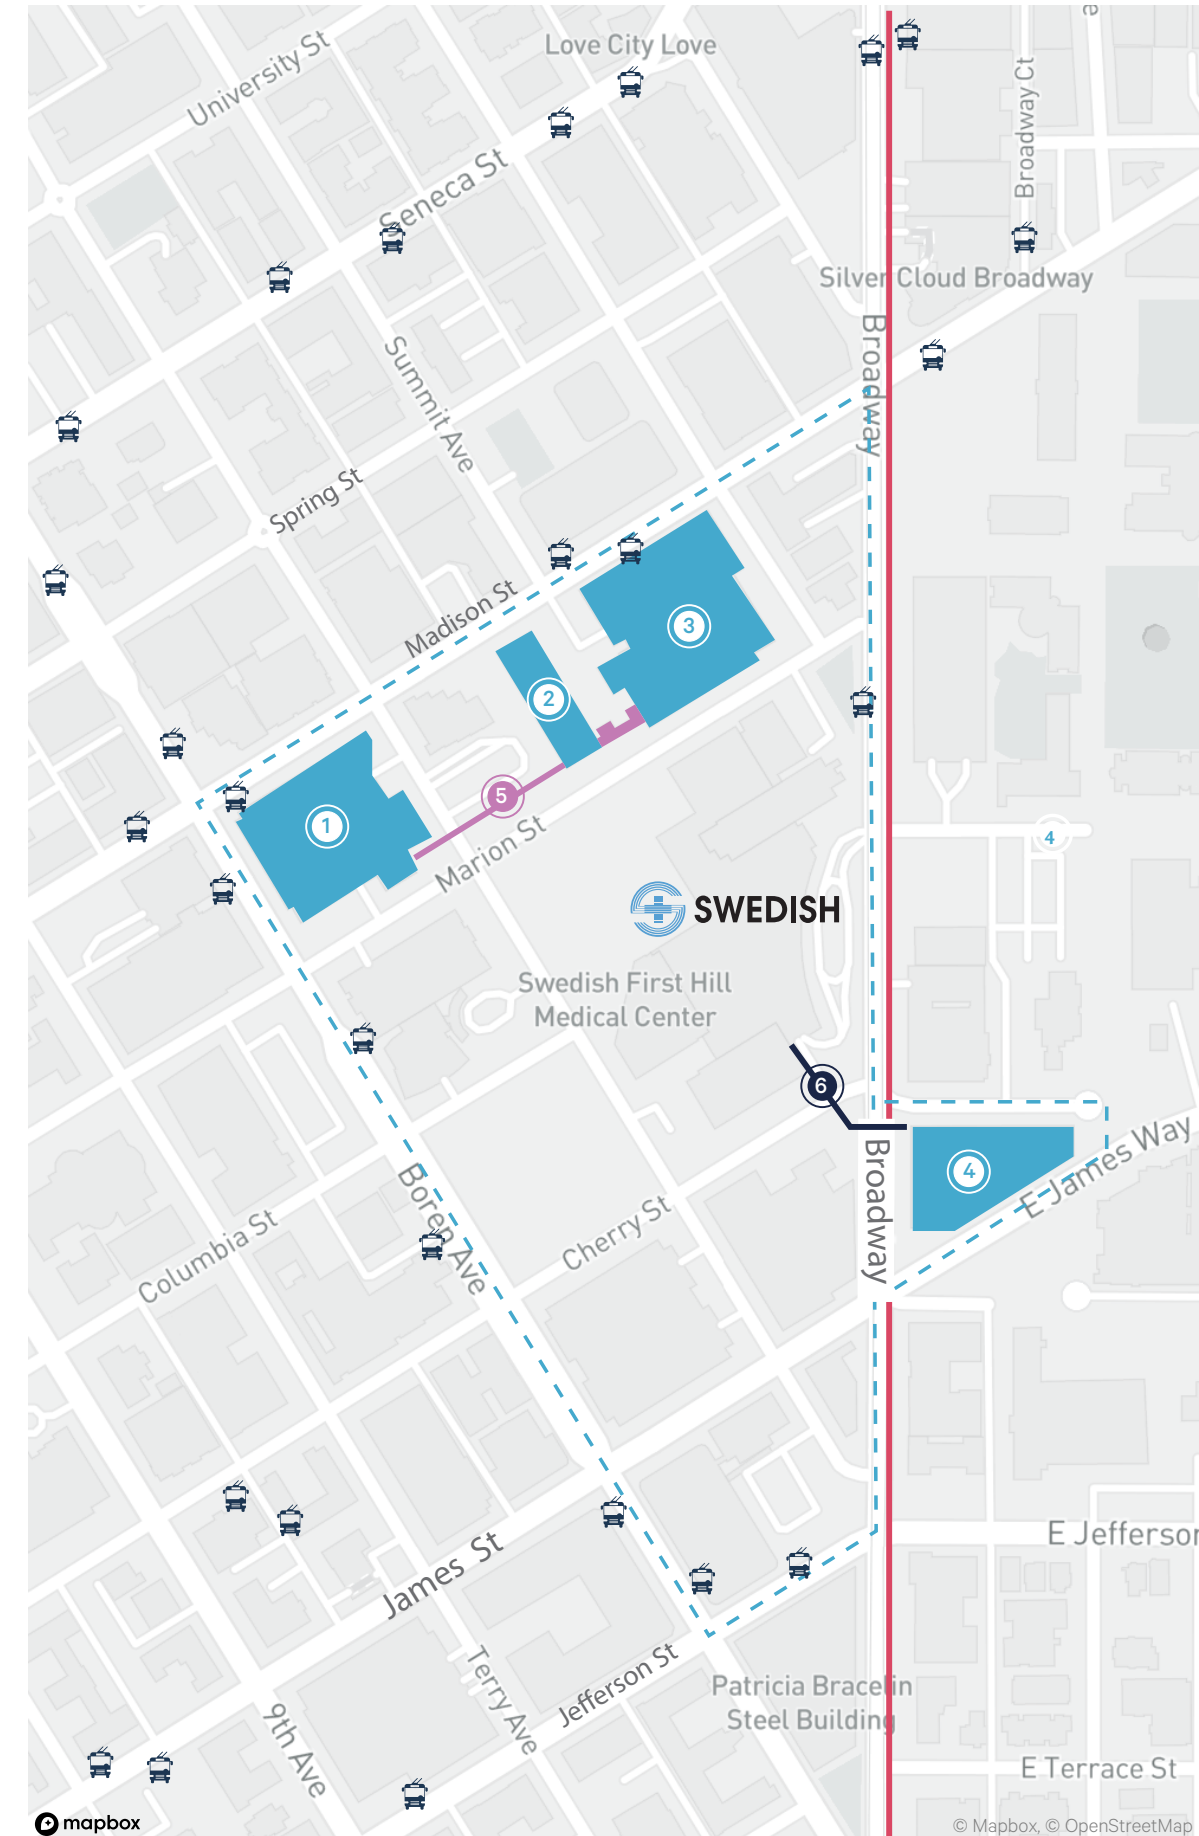 University St
Love City Love
Broadway Ct
Seneca St
Silver Cloud Broadway
Broadway
Summit Ave
Spring St
Madison St
3
2
5
1
4
Marion St
SWEDISH
Swedish First Hill
Medical Center
6
Broadway
4
E James Way
Boren Ave
Columbia St
Cherry St
E Jefferson
James St
Jefferson St
Terry Ave
Patricia Bracelin
Steel Building
9th Ave
E Terrace St
mapbox
© Mapbox, © OpenStreetMap